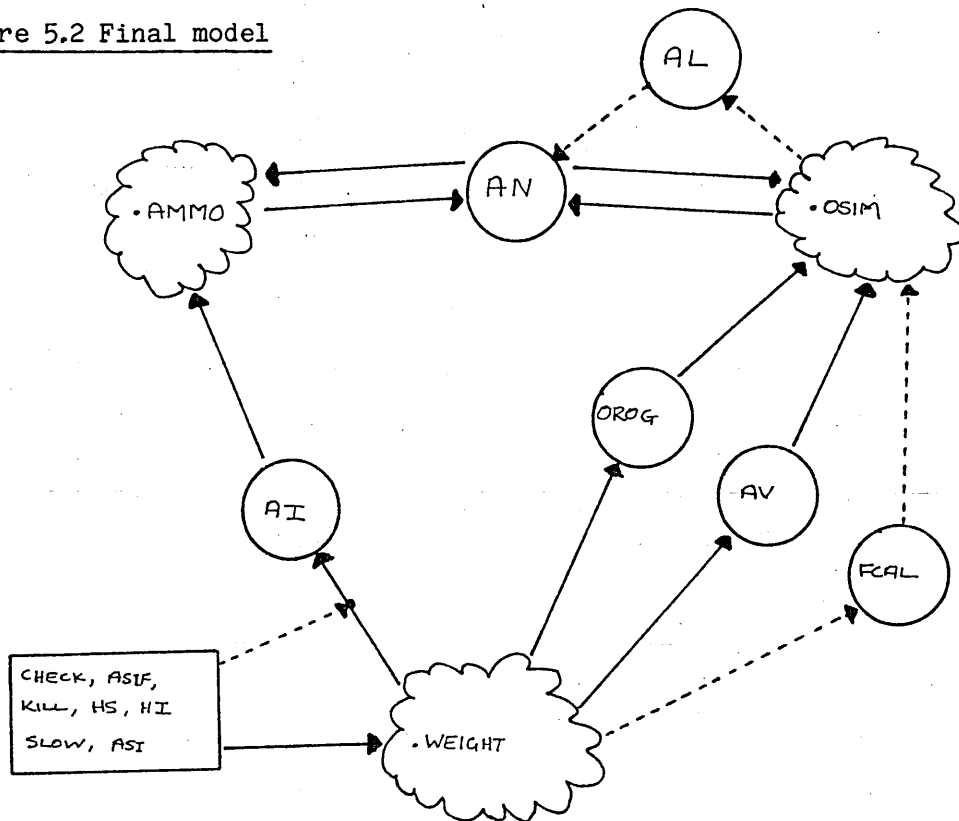 re 5.2 Final model
AL
AN
.AMMO
.OSIM
OROG
AV
AI
FCAL
CHECK, ASIF,
KILL, HS, HI
SLOW, ASI
.WEIGHT